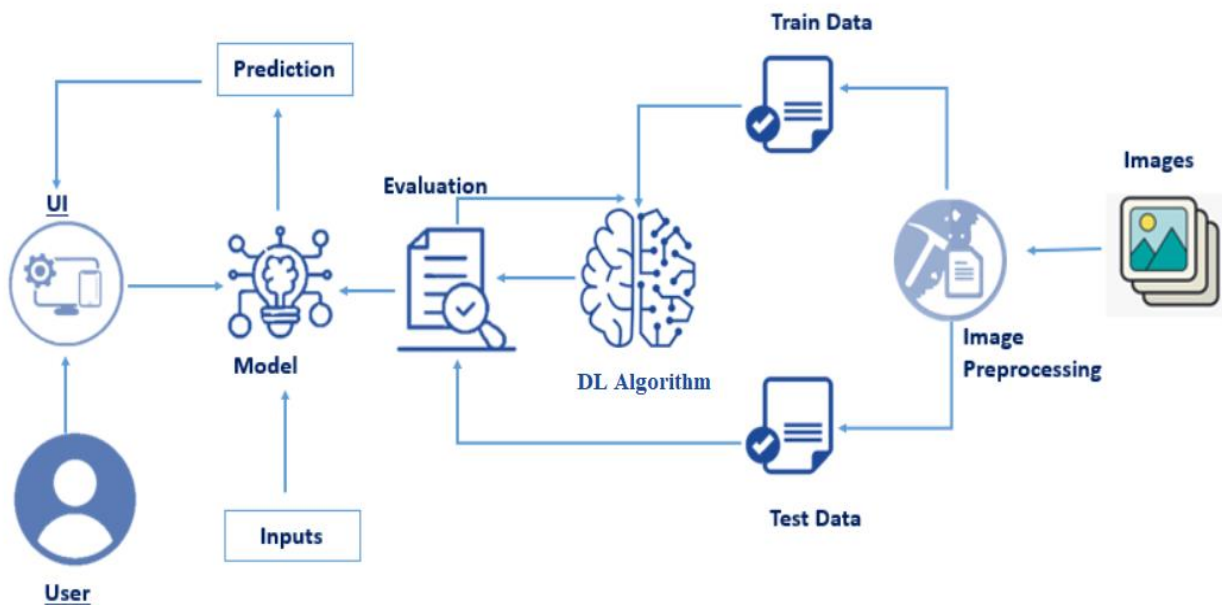 Train Data
Prediction
Images
Evaluation
UI
Model
Image
Preprocessing
DL Algorithm
Test Data
Inputs
User